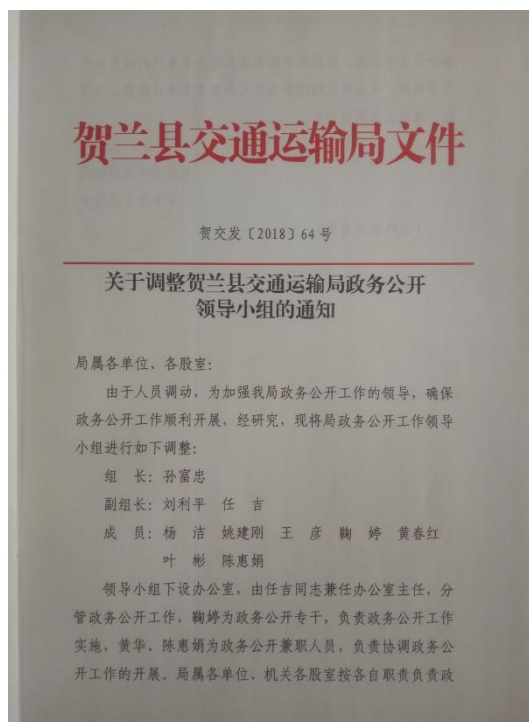 贺兰县交通运输局文件
贺交发〔2018〕64号
关于调整贺兰县交通运输局政务公开
领导小组的通知
局属各单位、各股室：
由于人员调动，为加强我局政务公开工作的领导，确保
政务公开工作顺利开展，经研究，现将局政务公开工作领导
小组进行如下调整：
组　长：孙富忠
副组长：刘利平　任　吉
成　员：杨　洁　姚建刚　王　彦　鞠　婷　黄春红
叶　彬　陈惠娟
领导小组下设办公室，由任吉同志兼任办公室主任，分
管政务公开工作，鞠婷为政务公开专干，负责政务公开工作
实施，黄华、陈惠娟为政务公开兼职人员，负责协调政务公
开工作的开展。局属各单位、机关各股室按各自职责负责政